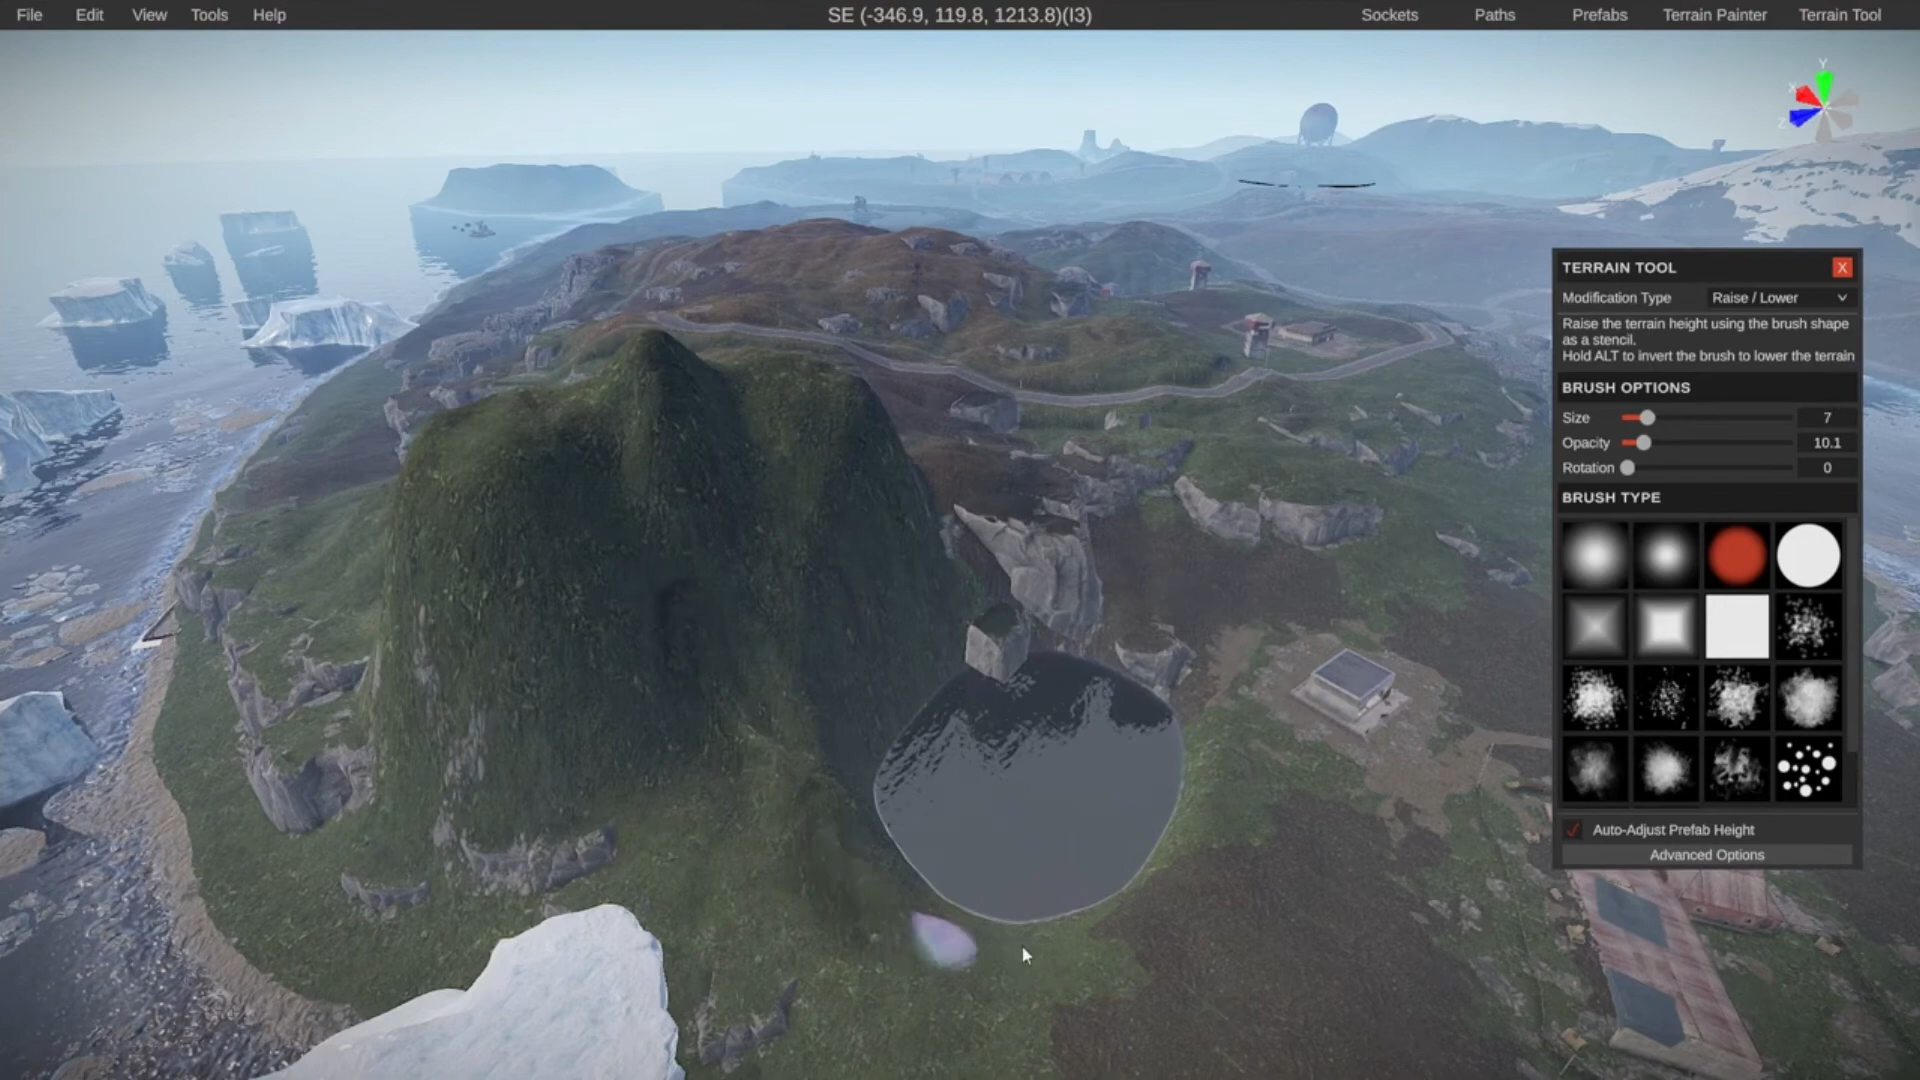 File Edit View Tools Help SE (-346.9, 119.8, 1213.8)(I3) Sockets Paths Prefabs Terrain Painter Terrain Tool
Y
X
Z
TERRAIN TOOL X
Modification Type Raise / Lower
Raise the terrain height using the brush shape
as a stencil.
Hold ALT to invert the brush to lower the terrain
BRUSH OPTIONS
Size 7
Opacity 10.1
Rotation 0
BRUSH TYPE
Auto-Adjust Prefab Height
Advanced Options